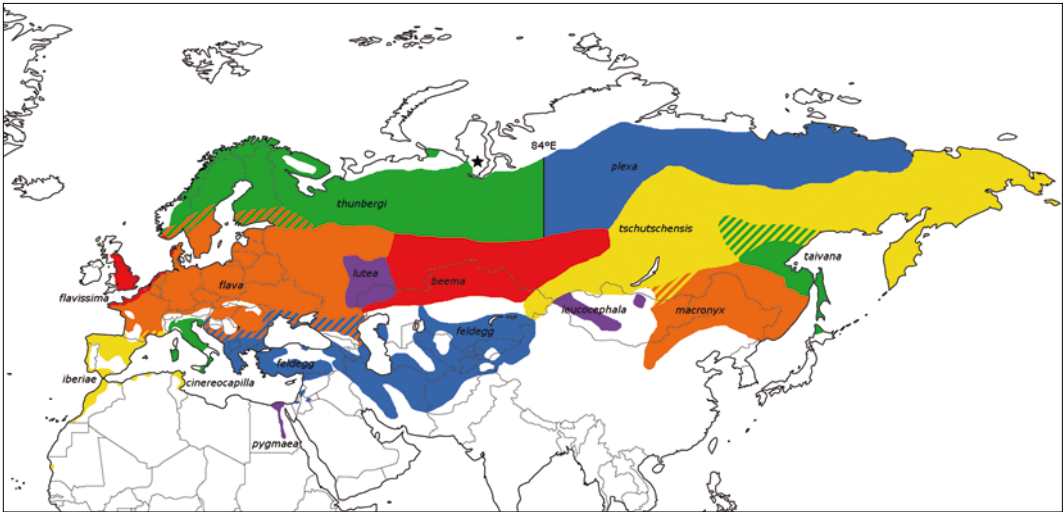 84°E
plexa
thunbergi
tschutschensis
taivana
lutea
beema
flava
flavissima
leucocephala
macronyx
feldegg
feldegg
iberiae
cinereocapilla
pygmaea